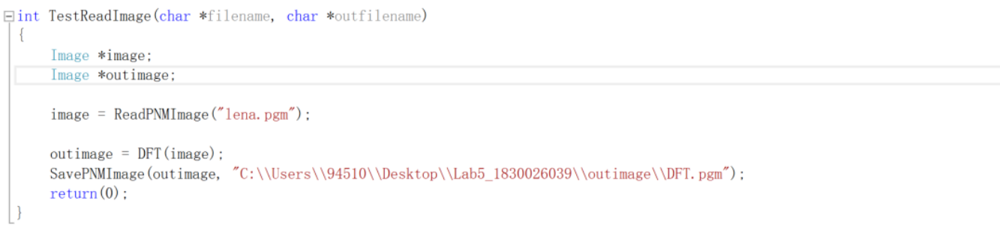 int TestReadImage(char *filename, char *outfilename)
{
Image *image;
Image *outimage;
image = ReadPNMImage("lena.pgm");
outimage = DFT(image);
SavePNMImage(outimage, "C:\\Users\\94510\\Desktop\\Lab5_1830026039\\outimage\\DFT.pgm");
return(0);
}